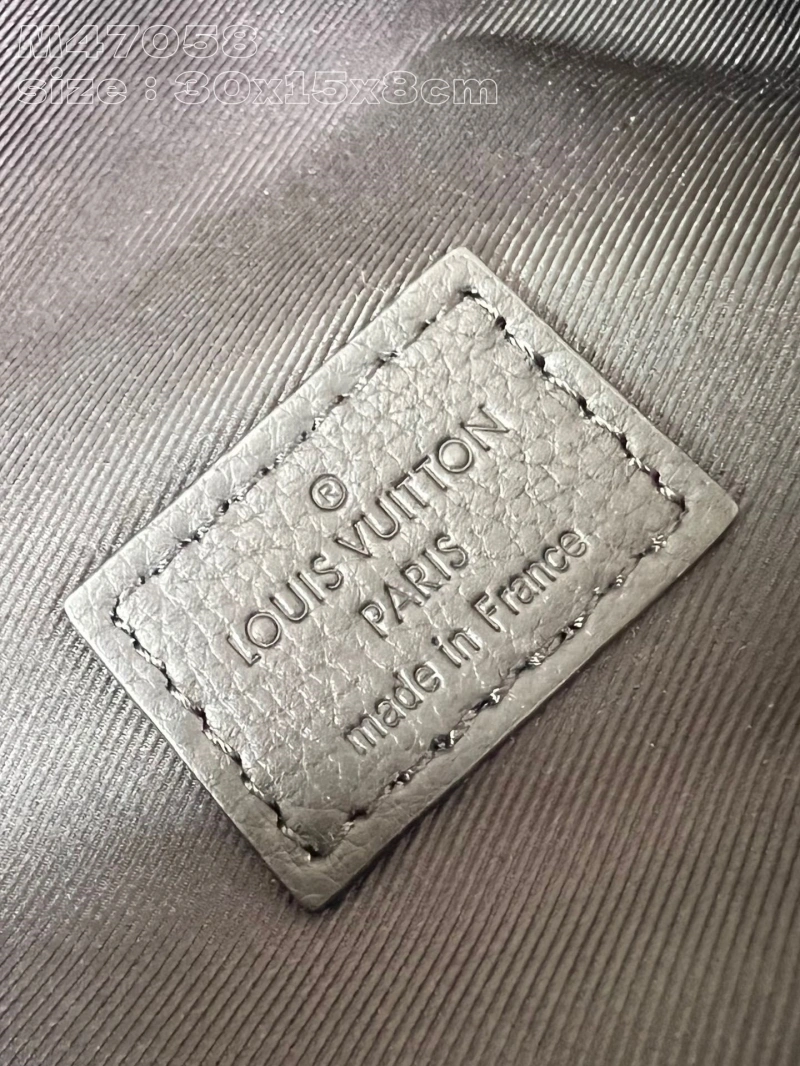 M47058
size : 30x15x8cm
®
LOUIS VUITTON
PARIS
made in France